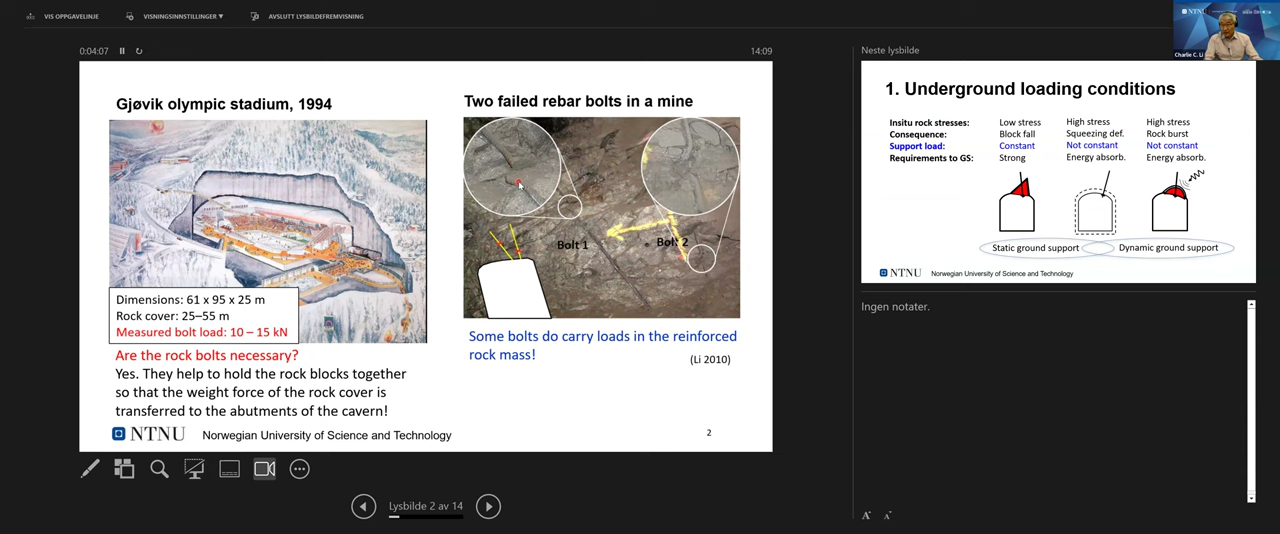 VIS OPPGAVELINJE
VISNINGSINNSTILLINGER ▼
AVSLUTT LYSBILDEFREMVISNING
0:04:07
14:09
Gjøvik olympic stadium, 1994
Dimensions: 61 x 95 x 25 m
Rock cover: 25–55 m
Measured bolt load: 10 – 15 kN
Are the rock bolts necessary?
Yes. They help to hold the rock blocks together
so that the weight force of the rock cover is
transferred to the abutments of the cavern!
Two failed rebar bolts in a mine
Bolt 1
Bolt 2
Some bolts do carry loads in the reinforced
rock mass!
(Li 2010)
NTNU Norwegian University of Science and Technology
2
Lysbilde 2 av 14
Neste lysbilde
1. Underground loading conditions
Insitu rock stresses: Low stress High stress High stress
Consequence: Block fall Squeezing def. Rock burst
Support load: Constant Not constant Not constant
Requirements to GS: Strong Energy absorb. Energy absorb.
Static ground support Dynamic ground support
NTNU Norwegian University of Science and Technology
Ingen notater.
A A
NTNU
Charlie C. Li